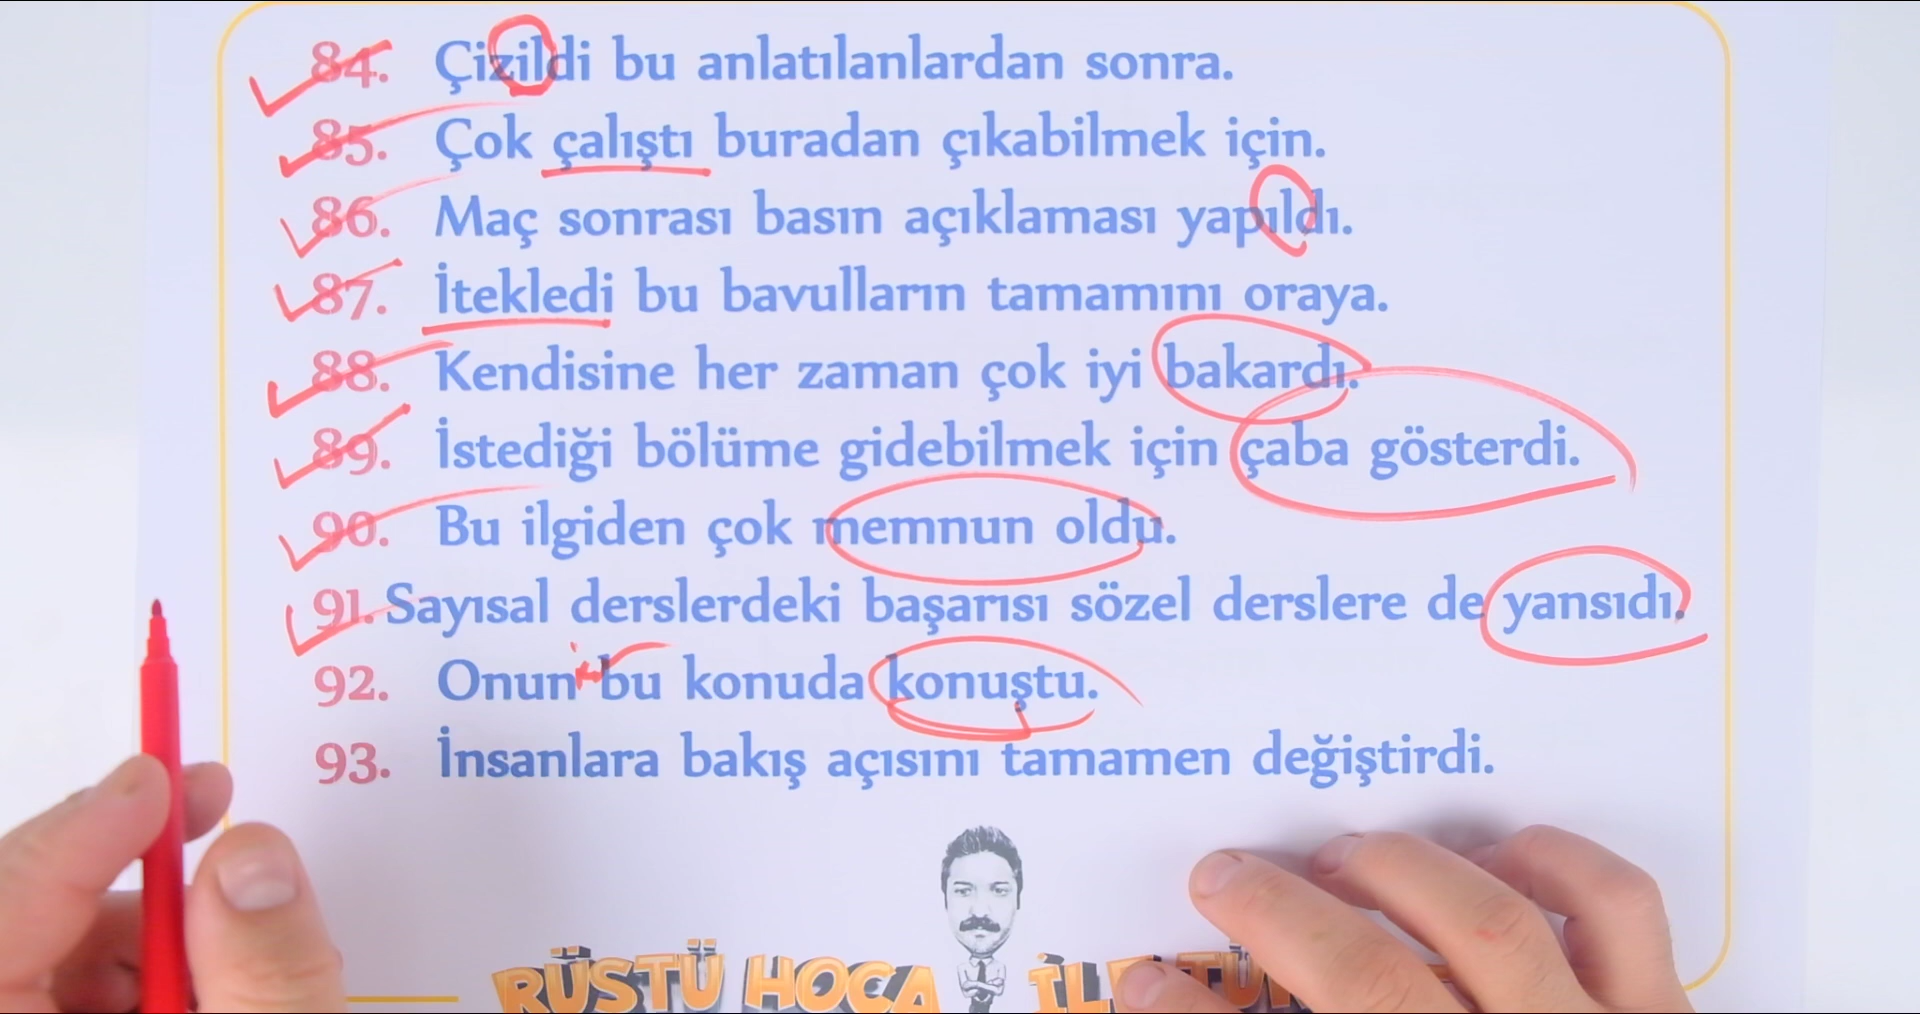 84. Çizildi bu anlatılanlardan sonra.
85. Çok çalıştı buradan çıkabilmek için.
86. Maç sonrası basın açıklaması yapıldı.
87. İtekledi bu bavulların tamamını oraya.
88. Kendisine her zaman çok iyi bakardı.
89. İstediği bölüme gidebilmek için çaba gösterdi.
90. Bu ilgiden çok memnun oldu.
91. Sayısal derslerdeki başarısı sözel derslere de yansıdı.
92. Onun bu konuda konuştu.
93. İnsanlara bakış açısını tamamen değiştirdi.
RÜSTÜ HOCA İLE